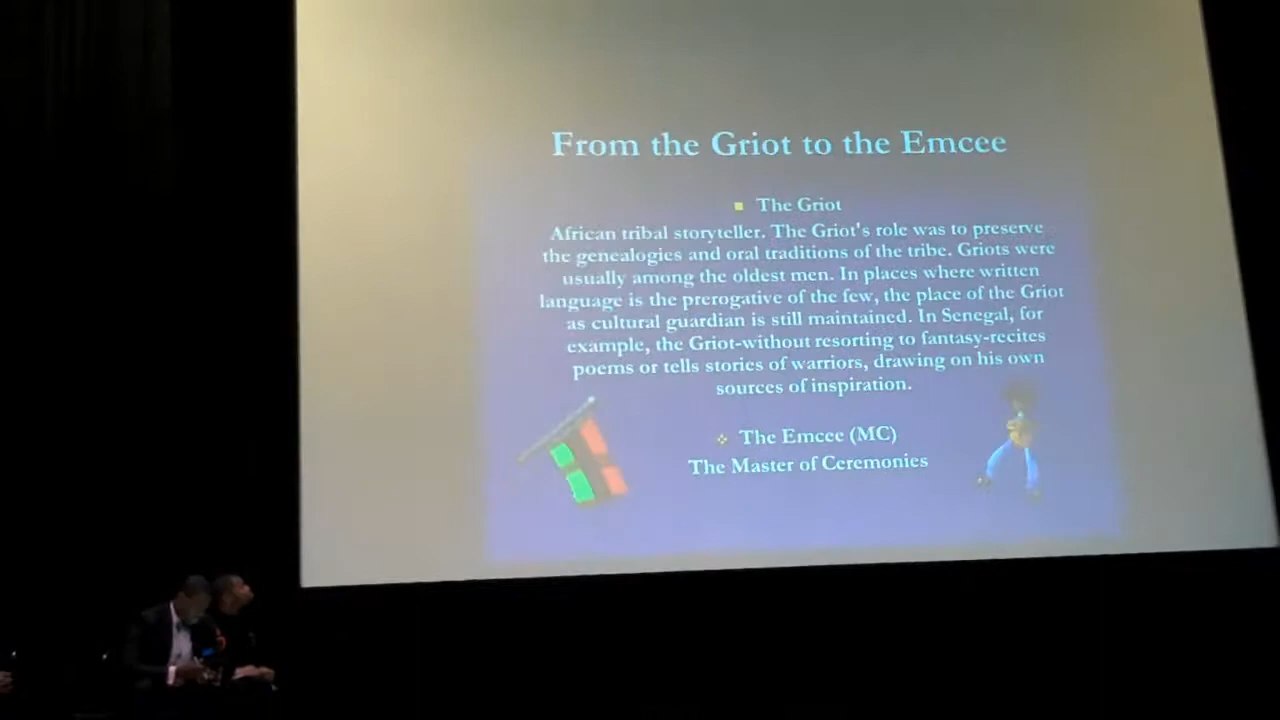 From the Griot to the Emcee
The Griot
African tribal storyteller. The Griot's role was to preserve
the genealogies and oral traditions of the tribe. Griots were
usually among the oldest men. In places where written
language is the prerogative of the few, the place of the Griot
as cultural guardian is still maintained. In Senegal, for
example, the Griot-without resorting to fantasy-recites
poems or tells stories of warriors, drawing on his own
sources of inspiration.
The Emcee (MC)
The Master of Ceremonies